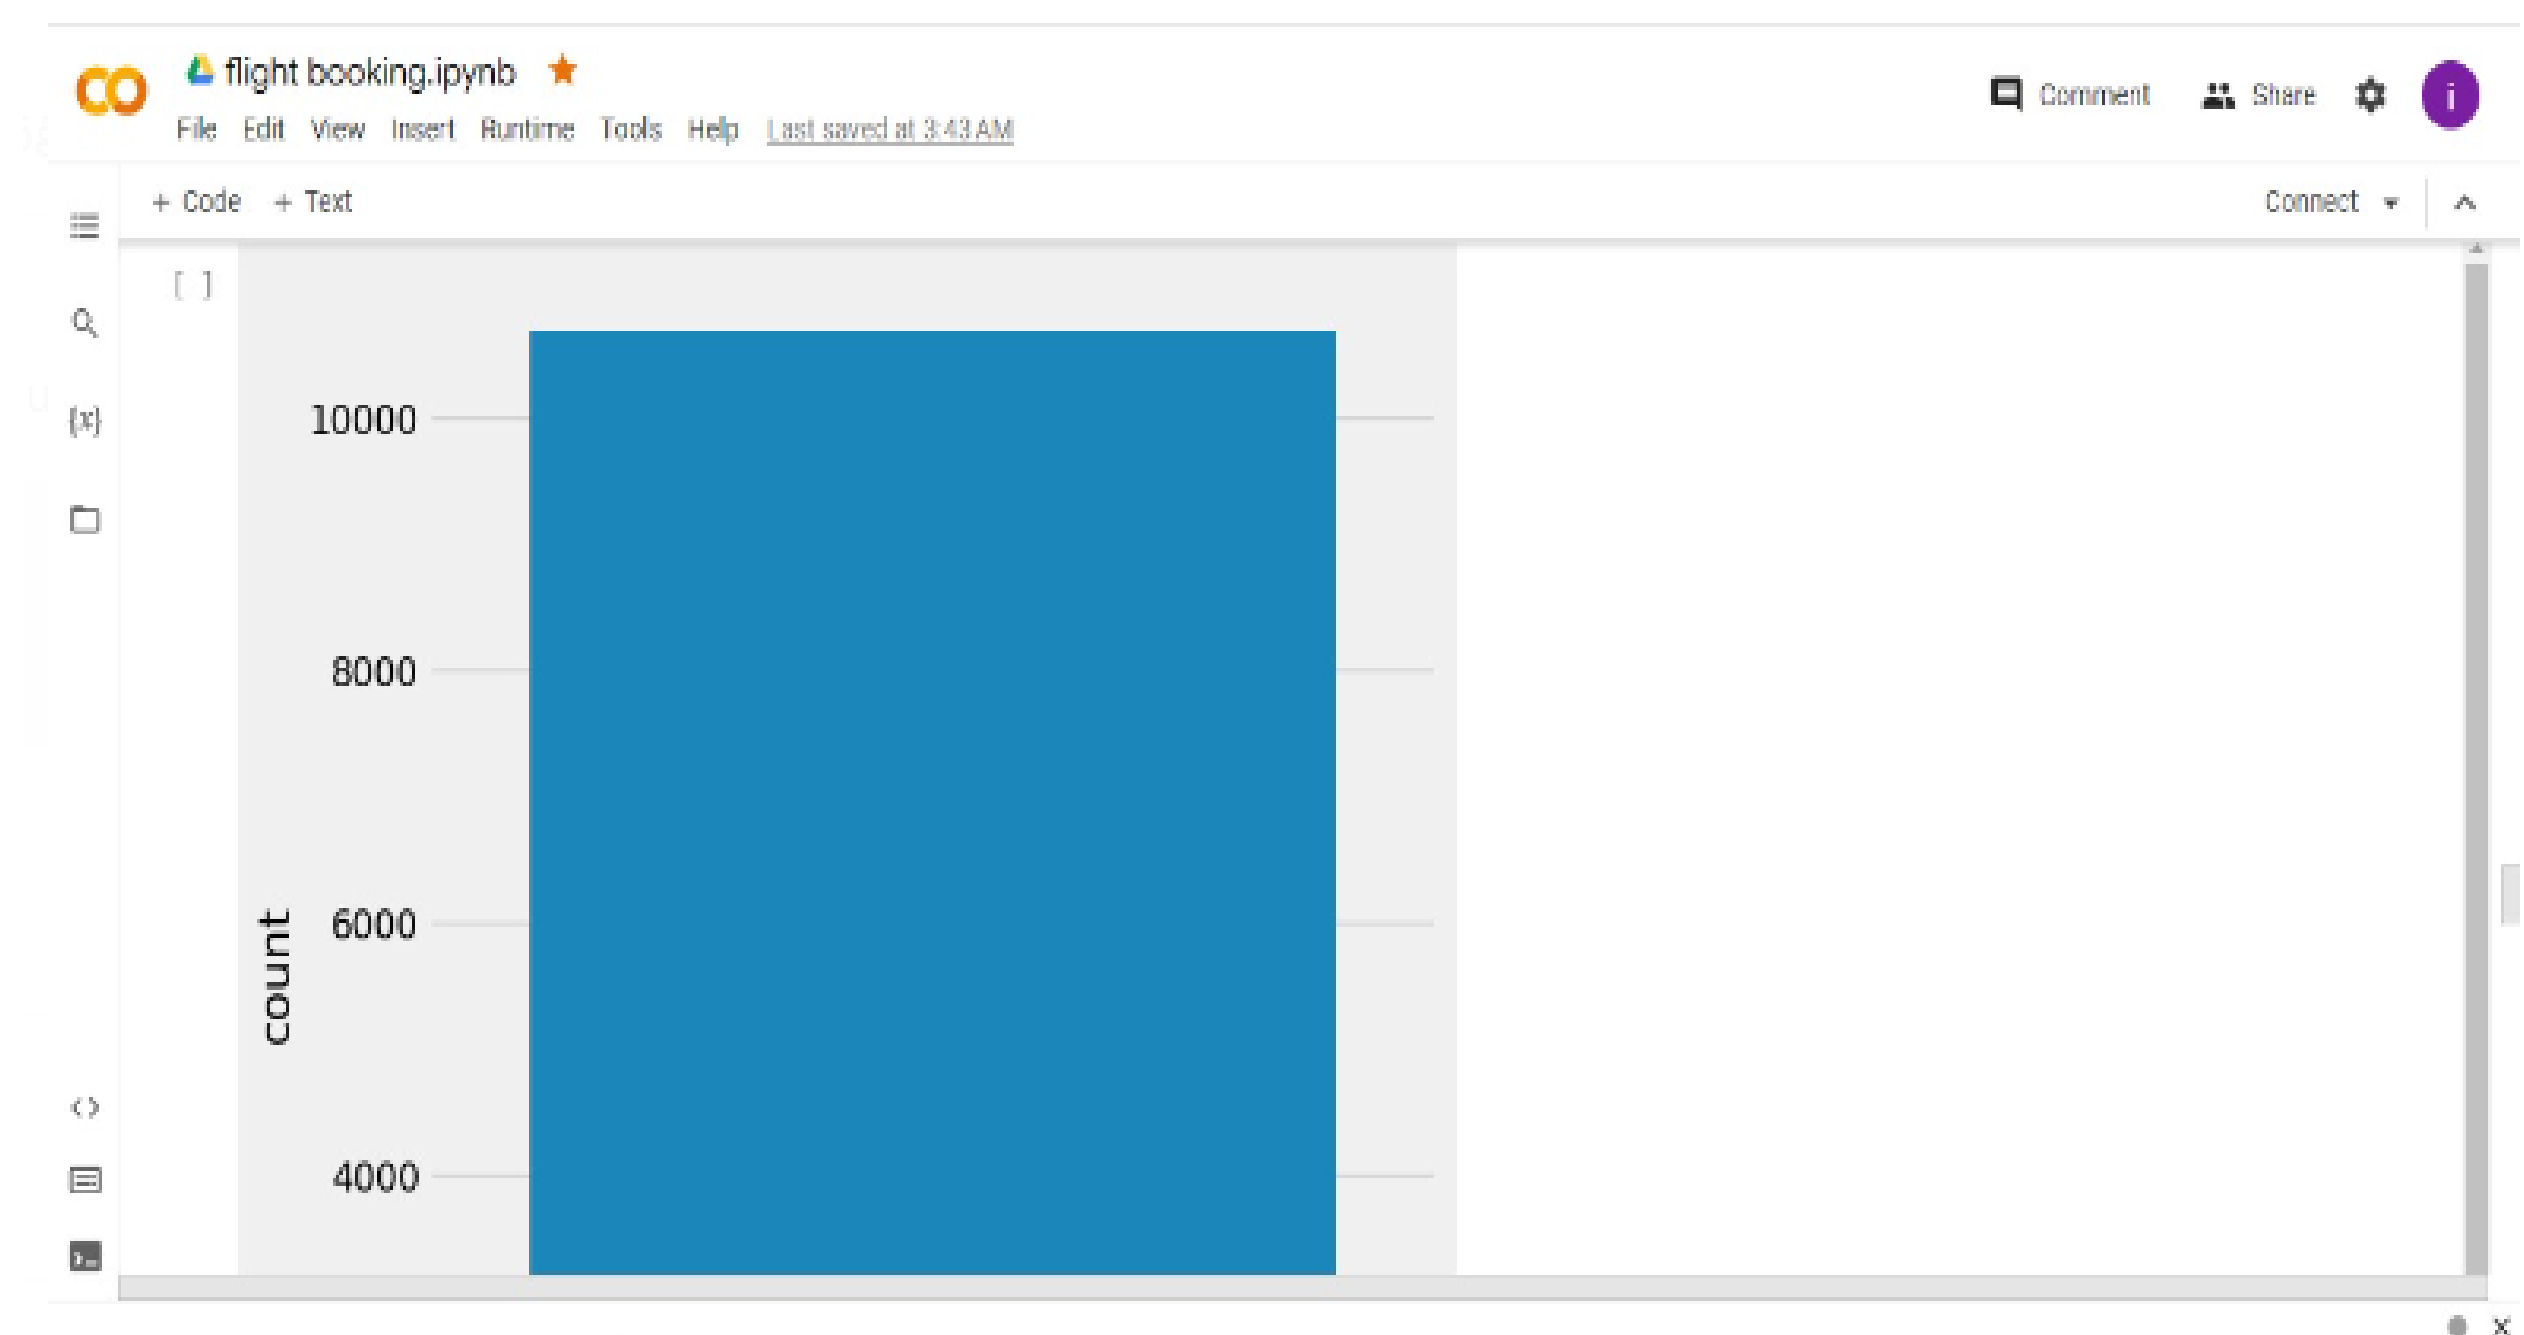 flight booking.ipynb
Comment Share i
File Edit View Insert Runtime Tools Help Last saved at 3:43 AM
+ Code + Text
Connect
[ ]
{x}
10000
8000
6000
count
4000